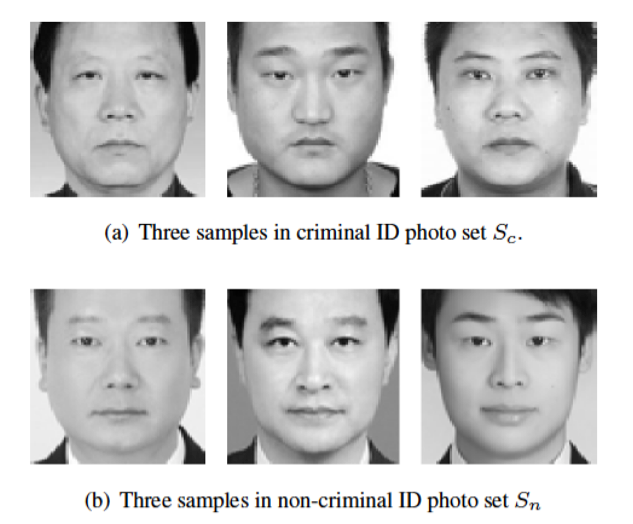 (a) Three samples in criminal ID photo set S_c.
(b) Three samples in non-criminal ID photo set S_n